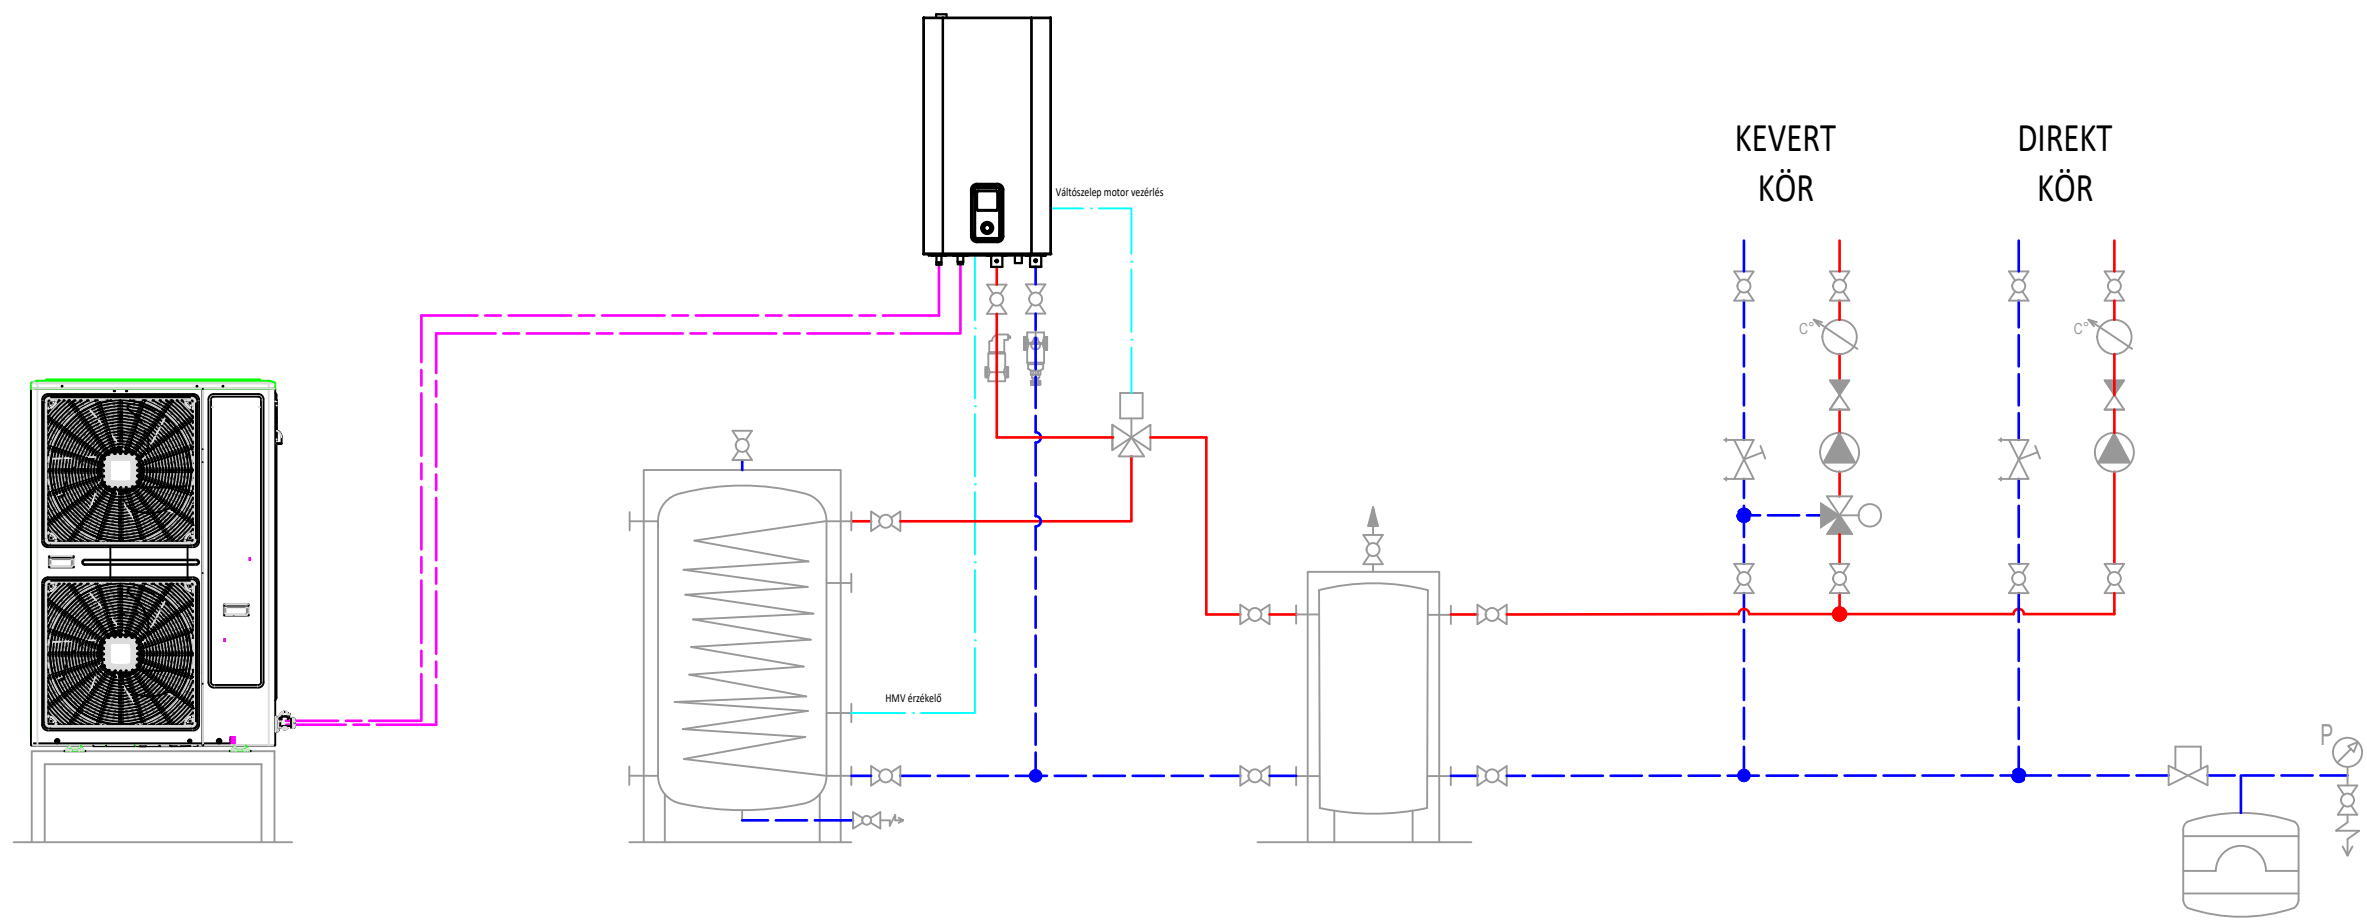 KEVERT
KÖR
DIREKT
KÖR
Váltószelep motor vezérlés
C°
C°
HMV érzékelő
P